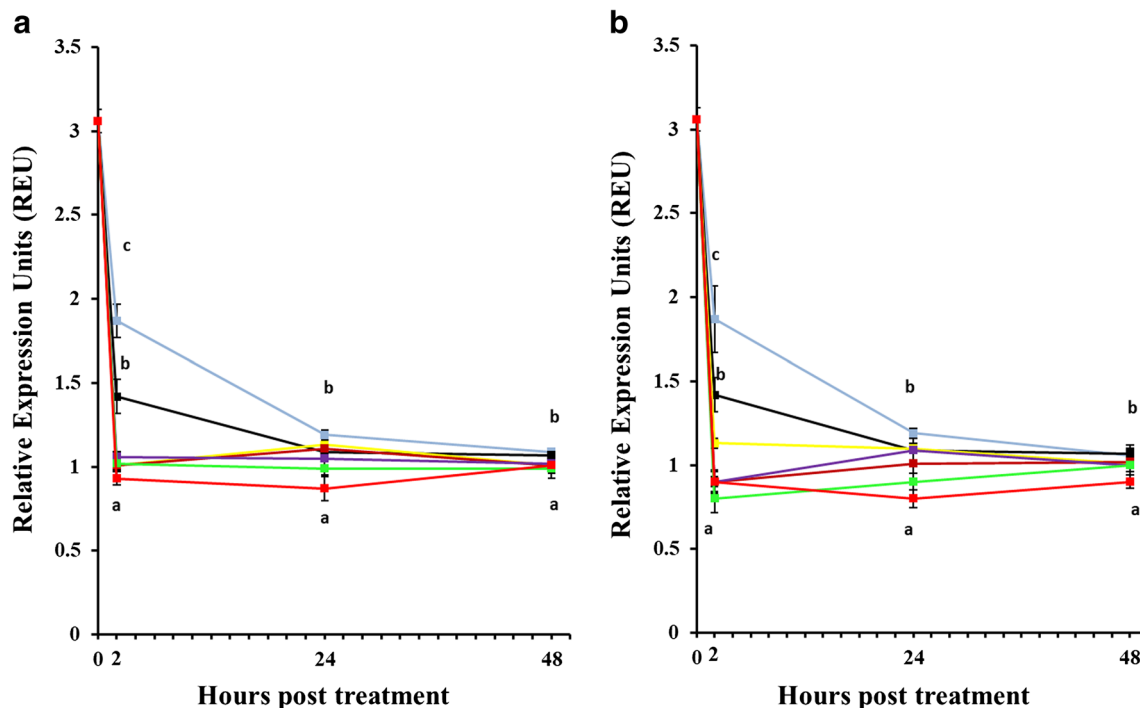 a
Relative Expression Units (REU)
3.5
3
2.5
2
1.5
1
0.5
0
c
b
b
b
a
a
a
0 2 24 48
Hours post treatment
b
Relative Expression Units (REU)
3.5
3
2.5
2
1.5
1
0.5
0
c
b
b
b
a
a
a
0 2 24 48
Hours post treatment